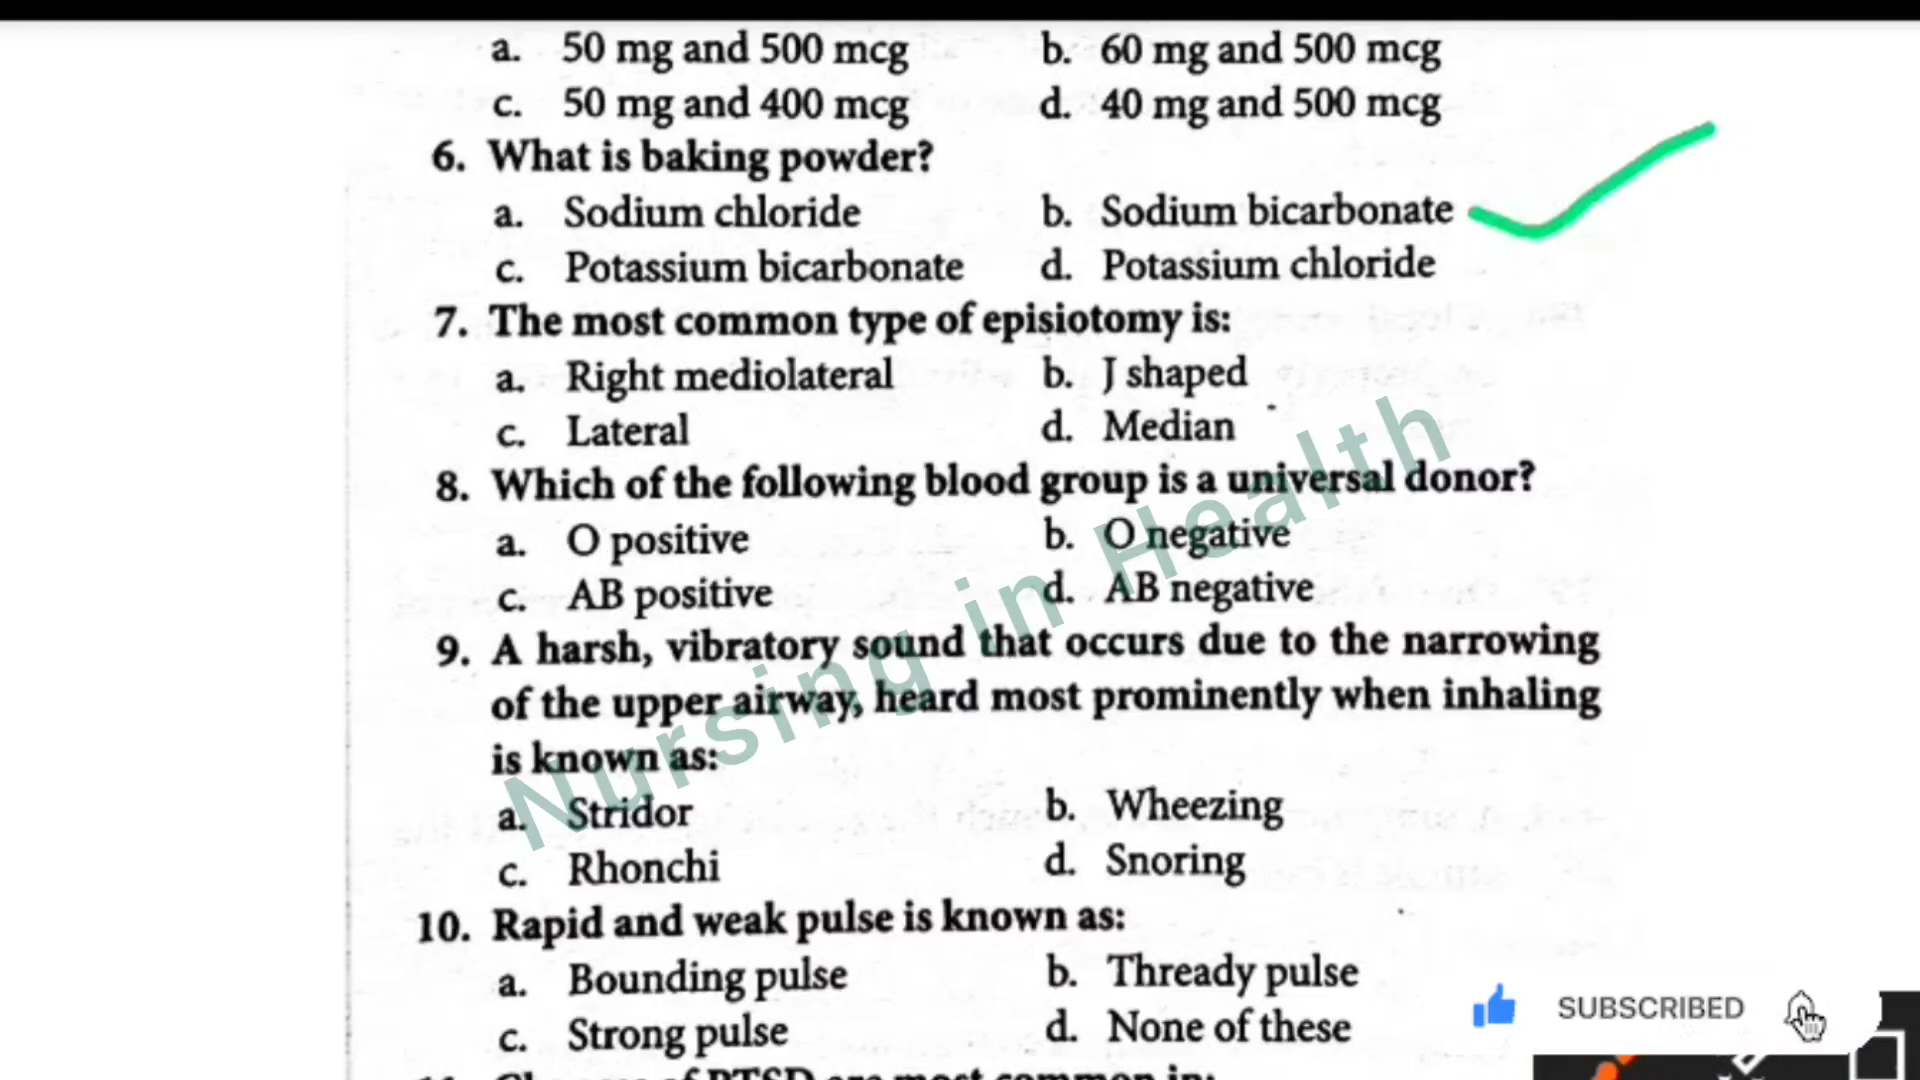 a. 50 mg and 500 mcg b. 60 mg and 500 mcg
c. 50 mg and 400 mcg d. 40 mg and 500 mcg
6. What is baking powder?
a. Sodium chloride b. Sodium bicarbonate
c. Potassium bicarbonate d. Potassium chloride
7. The most common type of episiotomy is:
a. Right mediolateral b. J shaped
c. Lateral d. Median
8. Which of the following blood group is a universal donor?
a. O positive b. O negative
c. AB positive d. AB negative
9. A harsh, vibratory sound that occurs due to the narrowing
of the upper airway, heard most prominently when inhaling
is known as:
a. Stridor b. Wheezing
c. Rhonchi d. Snoring
10. Rapid and weak pulse is known as:
a. Bounding pulse b. Thready pulse
c. Strong pulse d. None of these
Nursing in Health
SUBSCRIBED